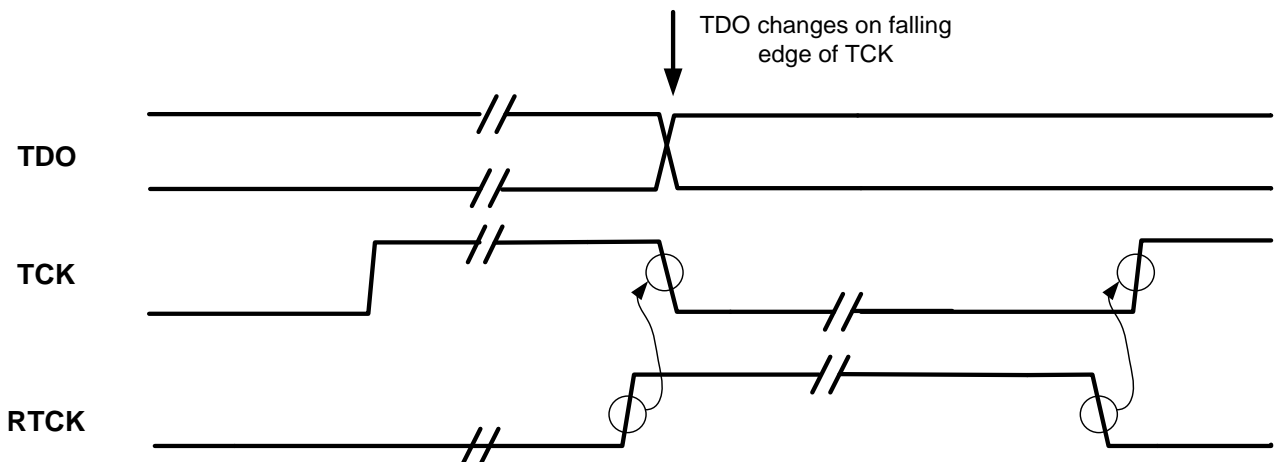 TDO changes on falling
edge of TCK
TDO
TCK
RTCK